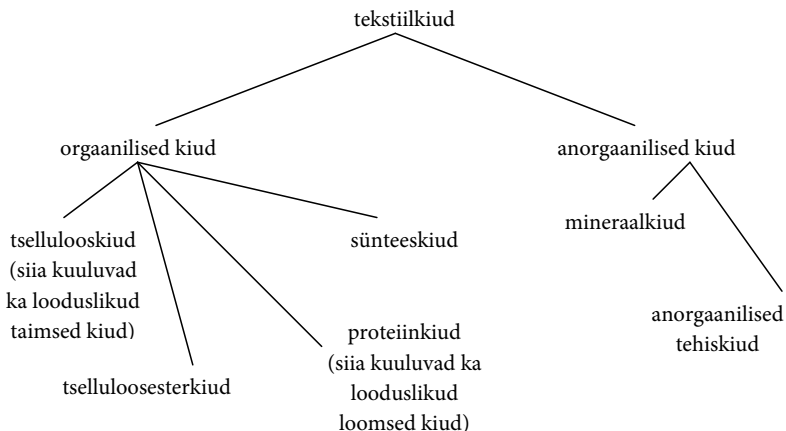 tekstiilkiud
orgaanilised kiud
anorgaanilised kiud
tsellulooskiud
(siia kuuluvad
ka looduslikud
taimsed kiud)
tselluloosesterkiud
proteiinkiud
(siia kuuluvad ka
looduslikud
loomsed kiud)
sünteeskiud
mineraalkiud
anorgaanilised
tehiskiud